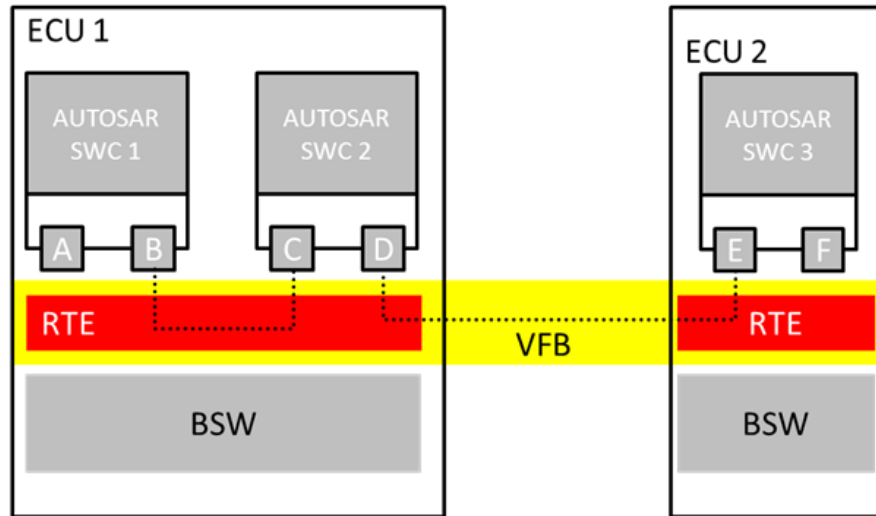 ECU 1
AUTOSAR
SWC 1
AUTOSAR
SWC 2
A
B
C
D
RTE
BSW
VFB
ECU 2
AUTOSAR
SWC 3
E
F
RTE
BSW